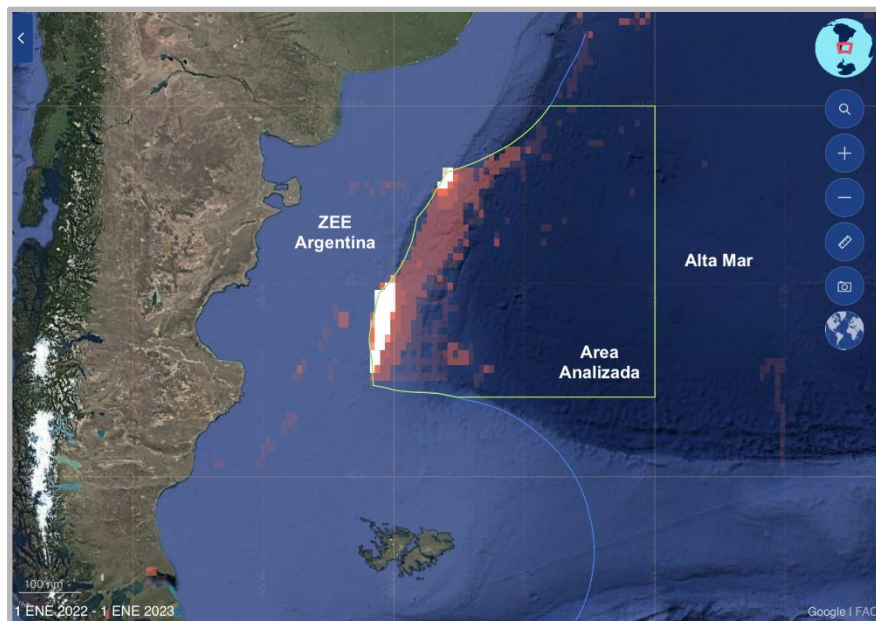 ZEE
Argentina
Alta Mar
Area
Analizada
100 nm
1 ENE 2022 - 1 ENE 2023
Google | FAO